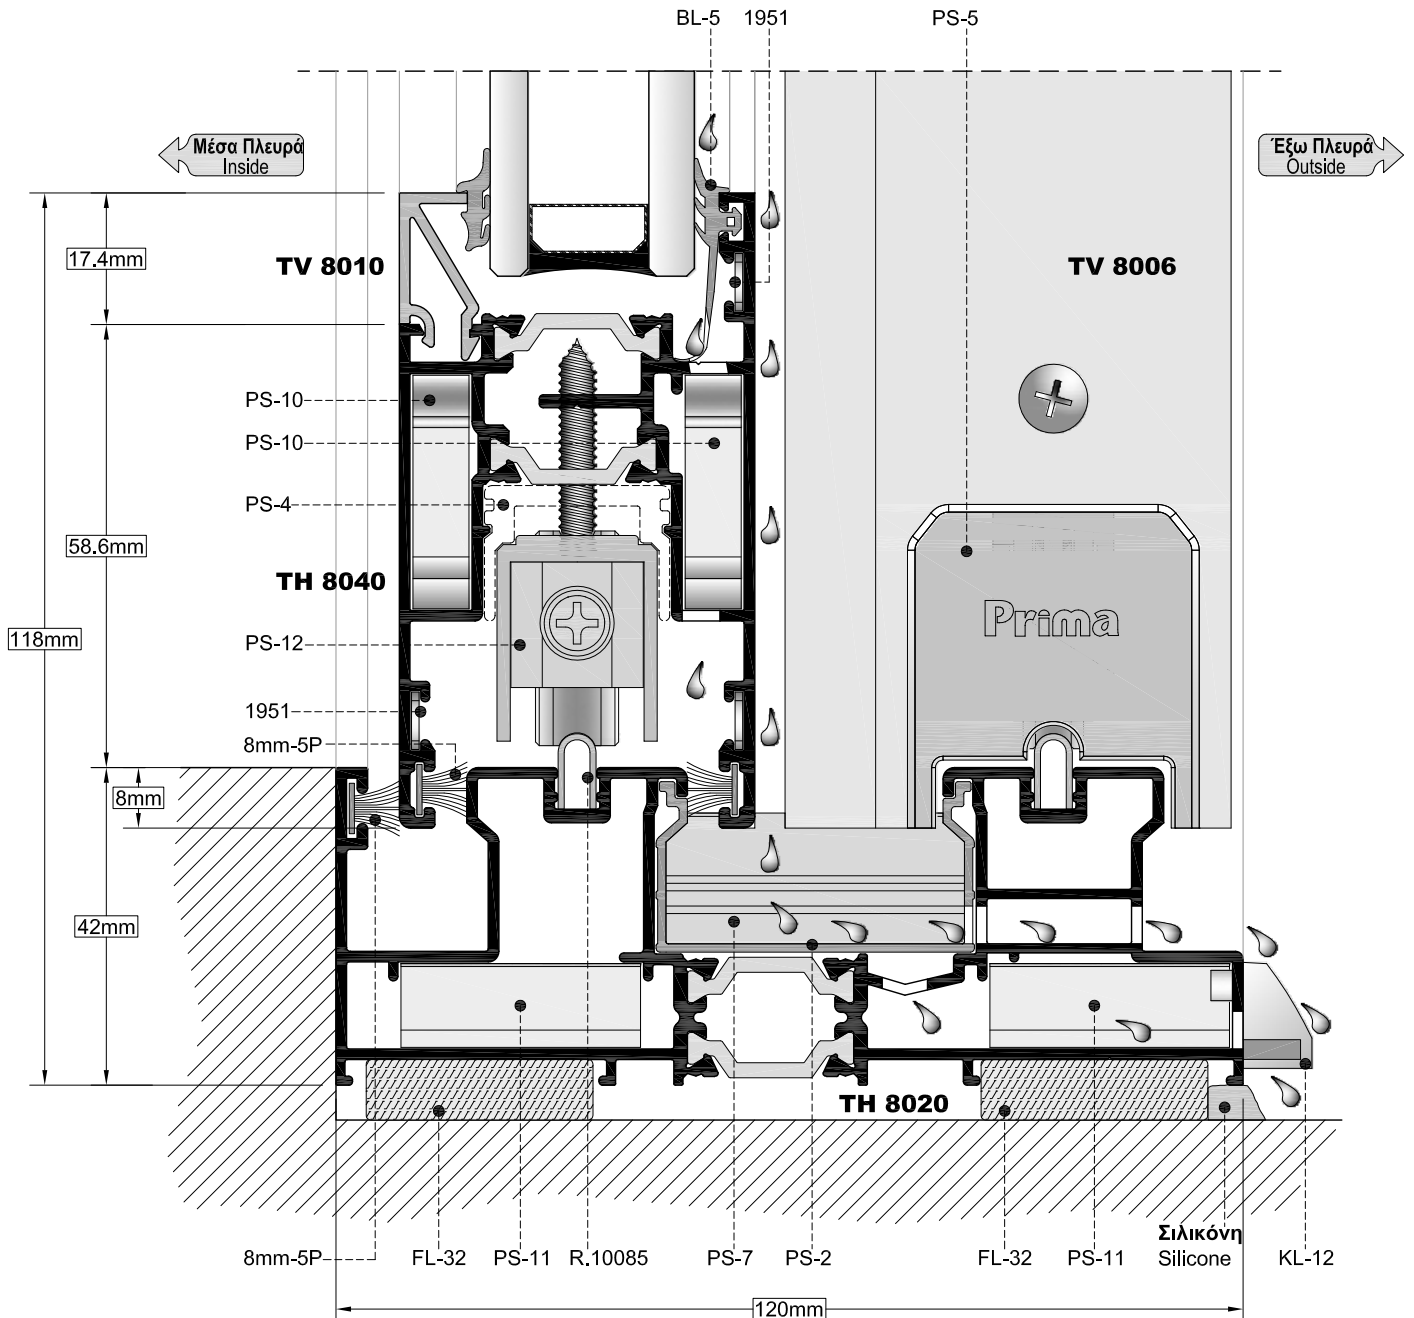 BL-5 1951 PS-5
Μέσα Πλευρά
Inside
Έξω Πλευρά
Outside
17.4mm
TV 8010
TV 8006
PS-10
PS-10
PS-4
58.6mm
TH 8040
118mm
Prima
PS-12
1951
8mm-5P
8mm
42mm
TH 8020
Σιλικόνη
8mm-5P FL-32 PS-11 R.10085 PS-7 PS-2 FL-32 PS-11 Silicone KL-12
120mm